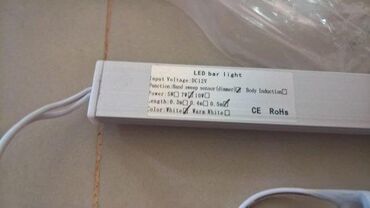 LED bar light
Input Voltage:DC12V
Function:Hand sweep sensor(dimmer)☑ Body Induction☐
Power:5W☐ 7W☑ 10W☐
Length:0.3m☐ 0.4m☐ 0.5m☑
Color:White☑ Warm White☐ CE RoHs